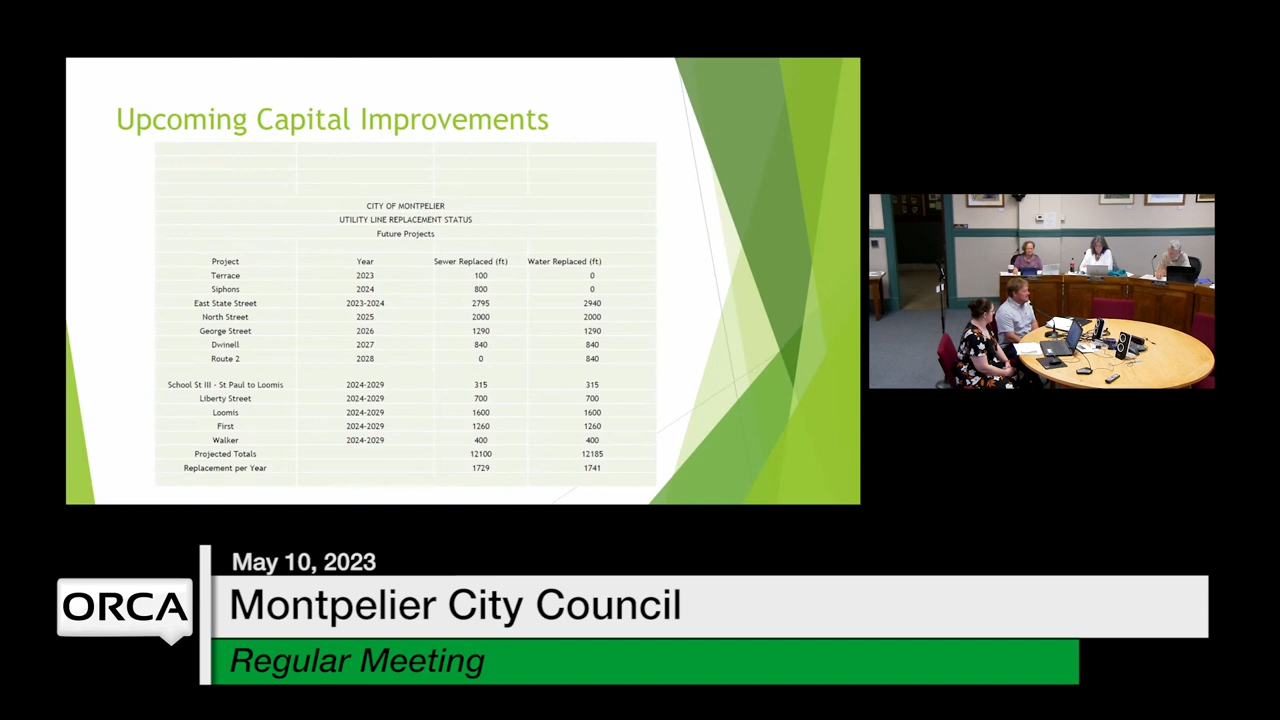 Upcoming Capital Improvements
CITY OF MONTPELIER
UTILITY LINE REPLACEMENT STATUS
Future Projects
Project Year Sewer Replaced (ft) Water Replaced (ft)
Terrace 2023 100 0
Siphons 2024 800 0
East State Street 2023-2024 2795 2940
North Street 2025 2000 2000
George Street 2026 1290 1290
Dwinell 2027 840 840
Route 2 2028 0 840
School St III - St Paul to Loomis 2024-2029 315 315
Liberty Street 2024-2029 700 700
Loomis 2024-2029 1600 1600
First 2024-2029 1260 1260
Walker 2024-2029 400 400
Projected Totals 12100 12185
Replacement per Year 1729 1741
May 10, 2023
ORCA
Montpelier City Council
Regular Meeting